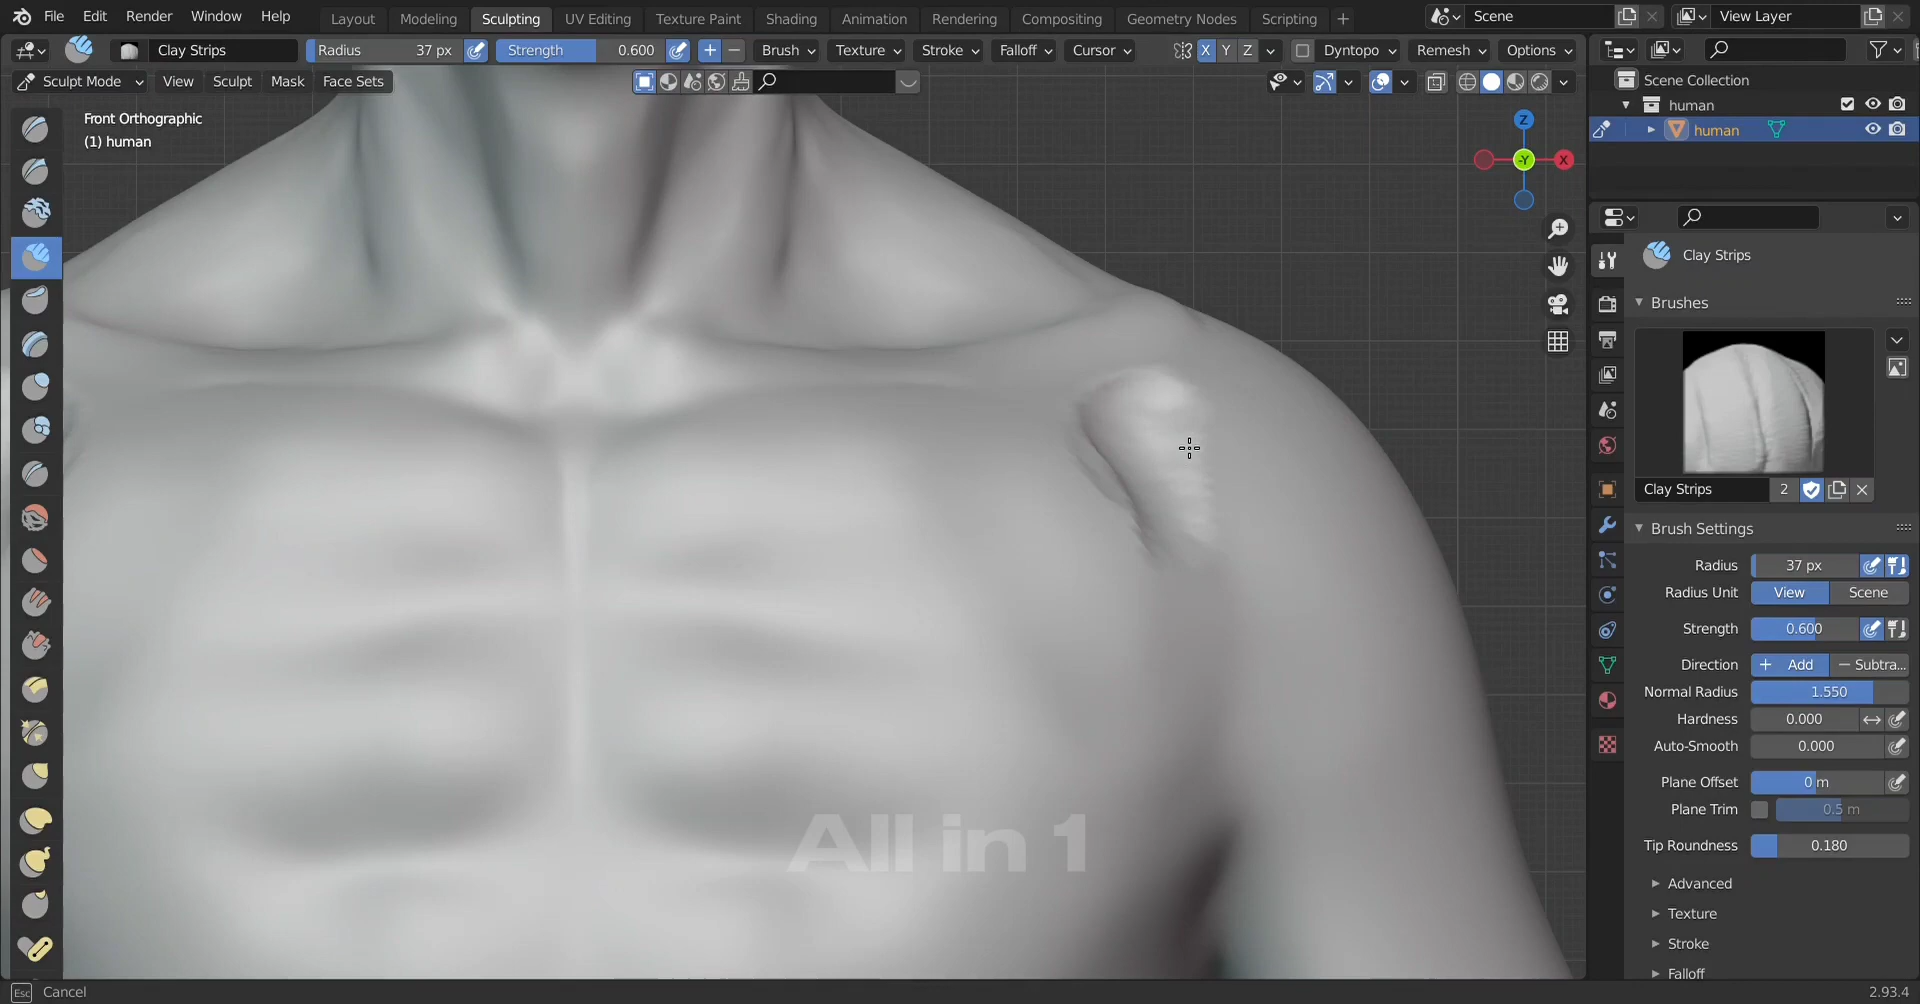 File Edit Render Window Help Layout Modeling Sculpting UV Editing Texture Paint Shading Animation Rendering Compositing Geometry Nodes Scripting + Scene View Layer
Clay Strips Radius 37 px Strength 0.600 + − Brush Texture Stroke Falloff Cursor X Y Z Dyntopo Remesh Options
Sculpt Mode View Sculpt Mask Face Sets
Front Orthographic
(1) human
Z
-Y X
Scene Collection
human
human
Clay Strips
Brushes
Clay Strips 2
Brush Settings
Radius 37 px
Radius Unit View Scene
Strength 0.600
Direction + Add − Subtra...
Normal Radius 1.550
Hardness 0.000
Auto-Smooth 0.000
Plane Offset 0 m
Plane Trim 0.5 m
Tip Roundness 0.180
Advanced
Texture
Stroke
Falloff
All in 1
Esc Cancel 2.93.4